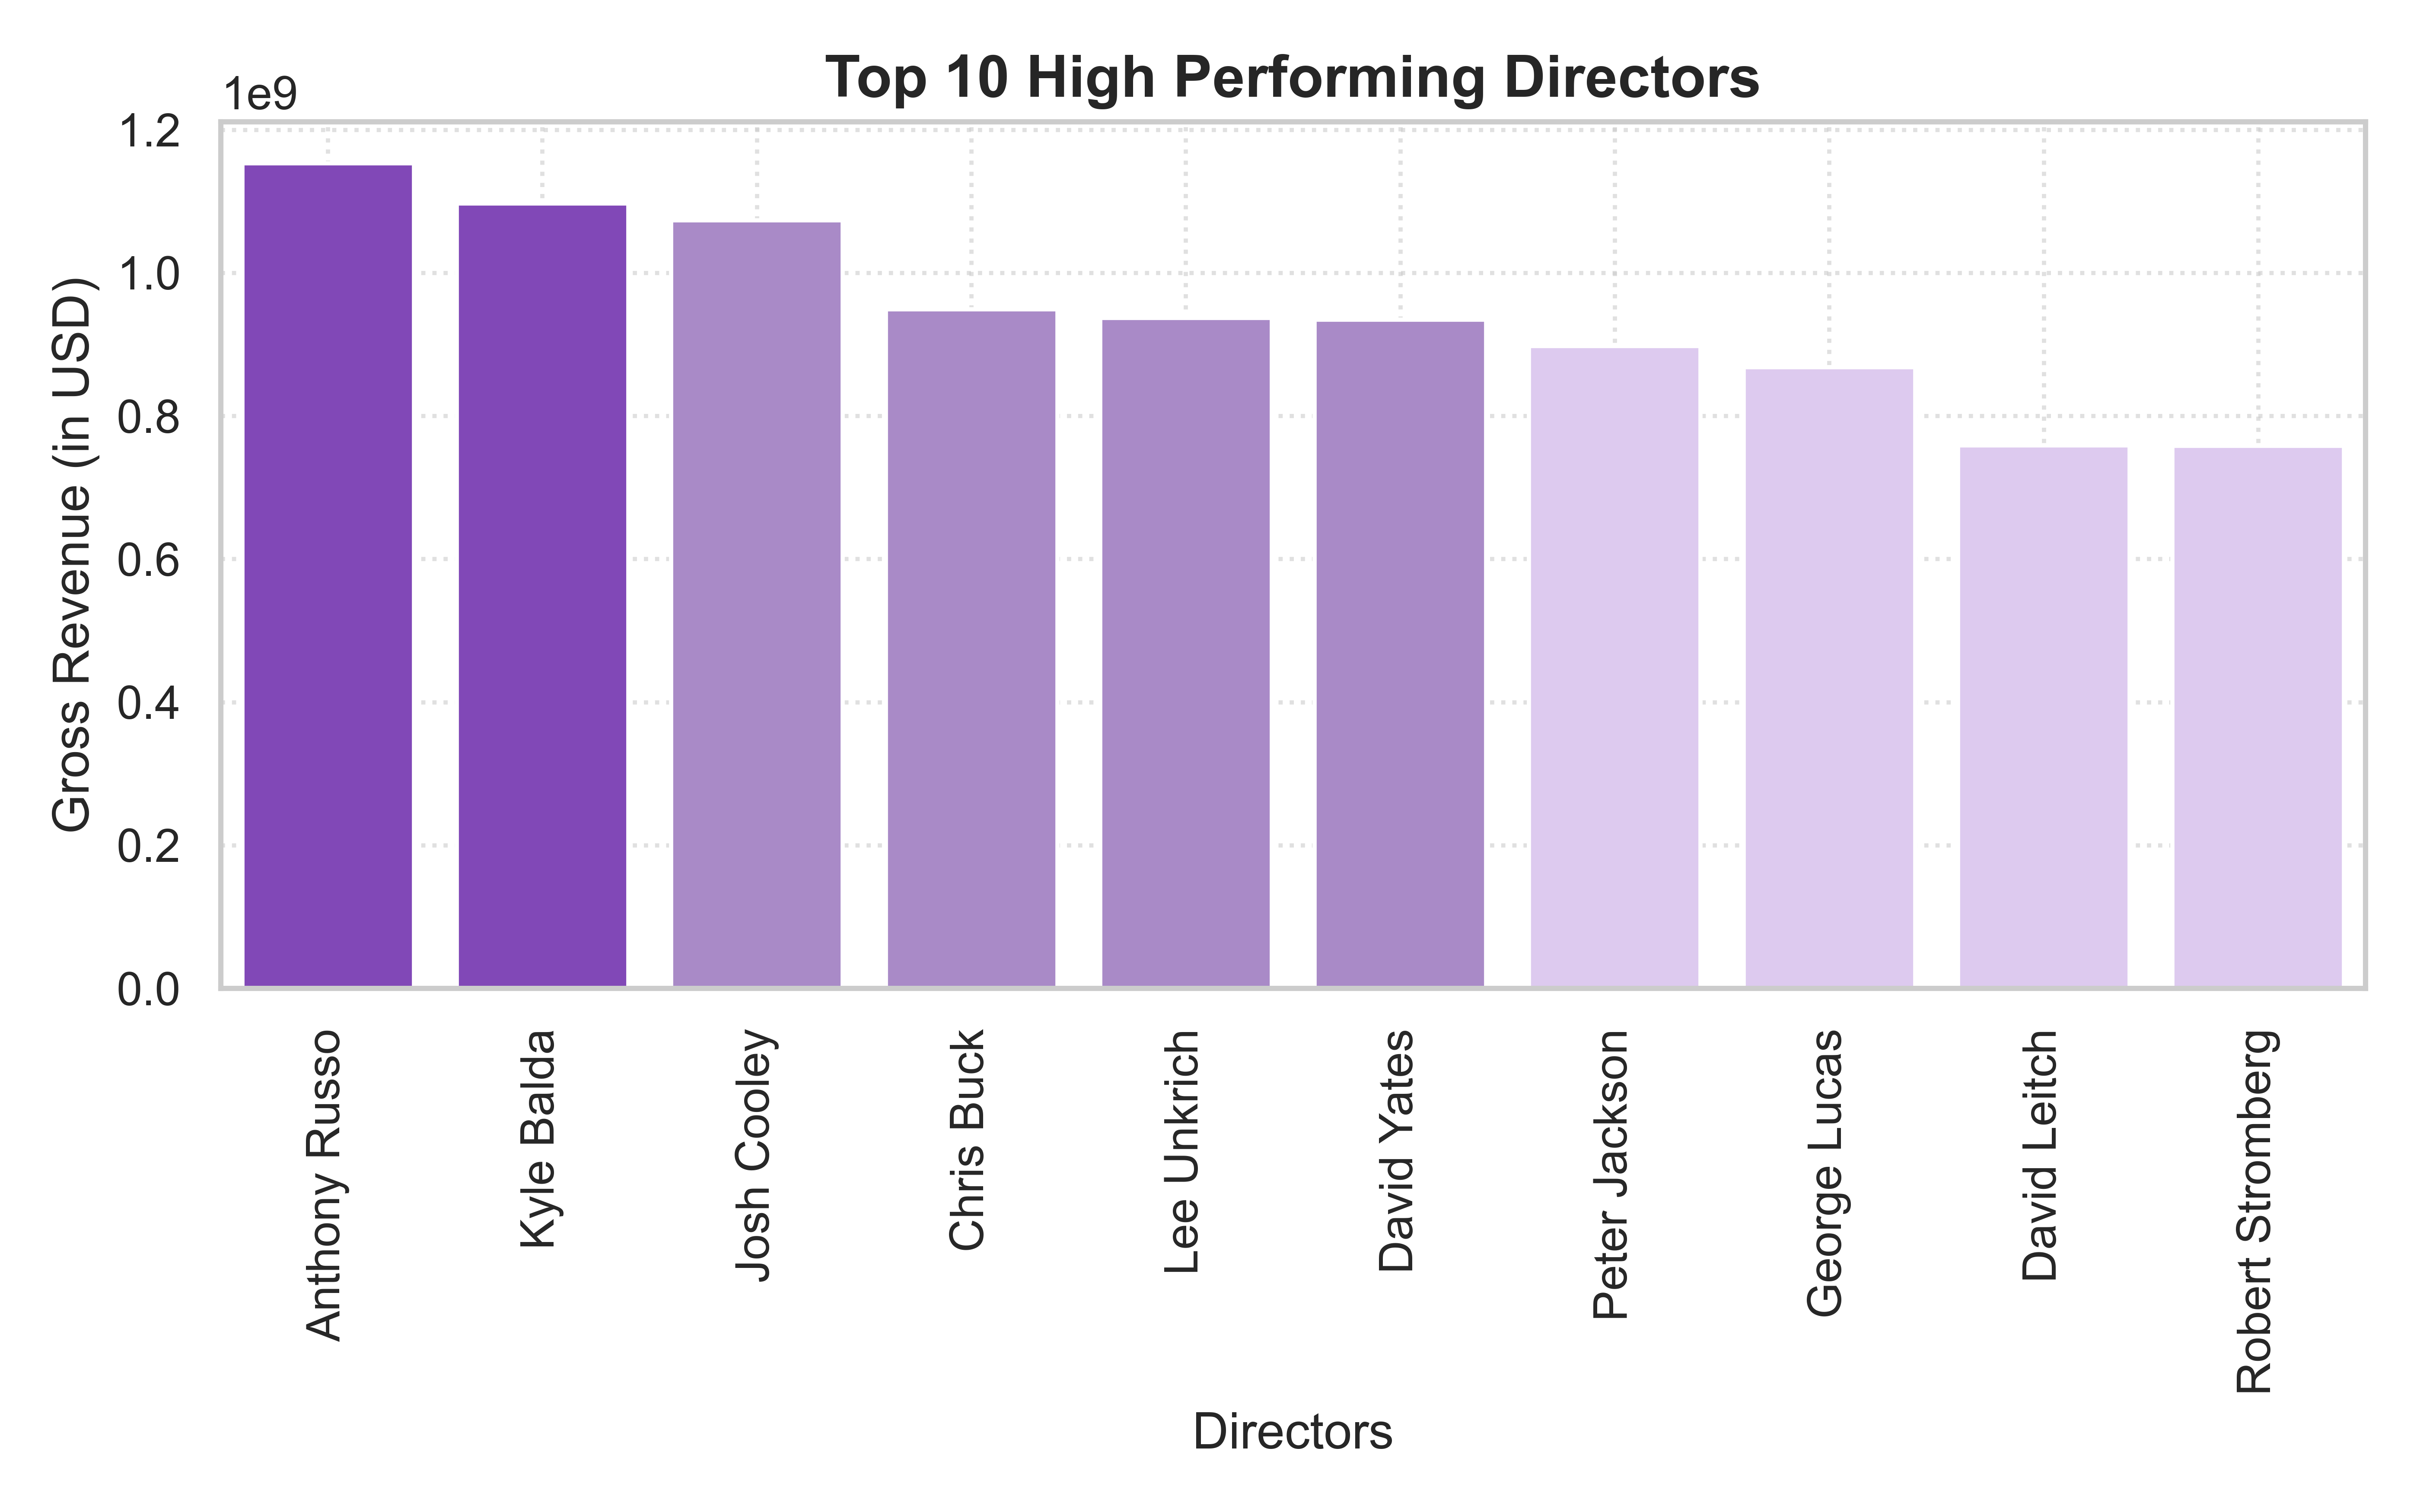 Top 10 High Performing Directors
1e9
1.2
1.0
0.8
0.6
0.4
0.2
0.0
Gross Revenue (in USD)
Anthony Russo
Kyle Balda
Josh Cooley
Chris Buck
Lee Unkrich
David Yates
Peter Jackson
George Lucas
David Leitch
Robert Stromberg
Directors